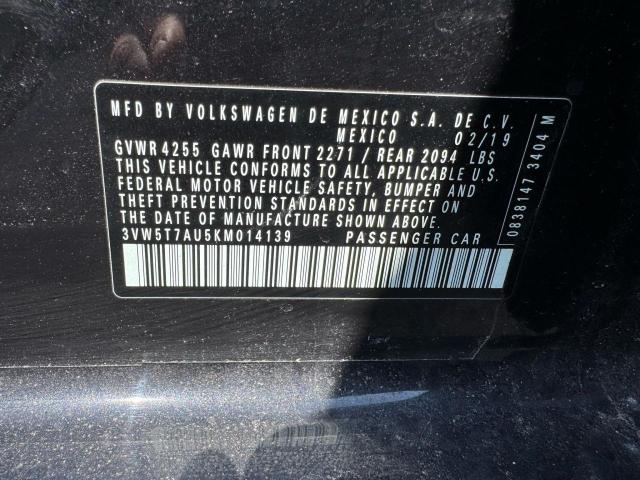 MFD BY VOLKSWAGEN DE MEXICO S.A. DE C.V.
MEXICO 02/19
GVWR 4255 GAWR FRONT 2271 / REAR 2094 LBS
THIS VEHICLE CONFORMS TO ALL APPLICABLE U.S.
FEDERAL MOTOR VEHICLE SAFETY, BUMPER AND
THEFT PREVENTION STANDARDS IN EFFECT ON
THE DATE OF MANUFACTURE SHOWN ABOVE.
3VW5T7AU5KM014139 PASSENGER CAR
0838147 3404 M